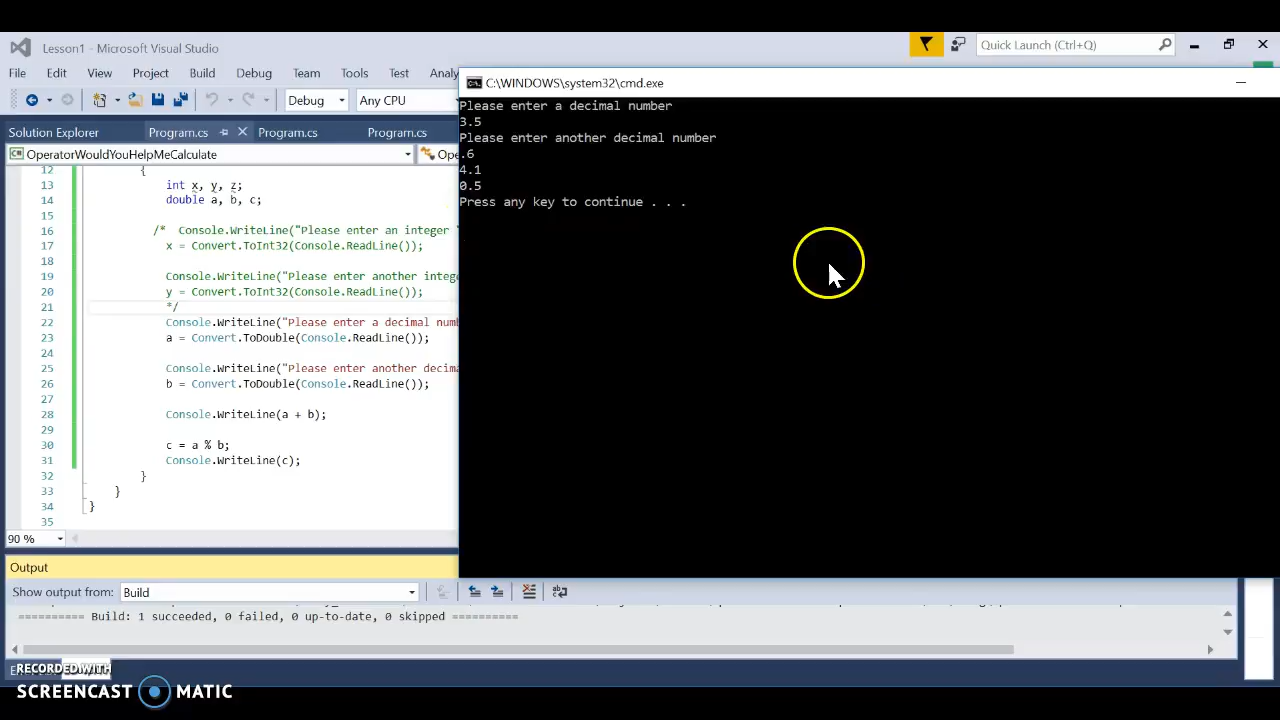 Lesson1 - Microsoft Visual Studio
Quick Launch (Ctrl+Q)
File Edit View Project Build Debug Team Tools Test
Debug Any CPU
C:\WINDOWS\system32\cmd.exe
Solution Explorer Program.cs Program.cs Program.cs
OperatorWouldYouHelpMeCalculate
12 {
13 int x, y, z;
14 double a, b, c;
15
16 /* Console.WriteLine("Please enter an integer
17 x = Convert.ToInt32(Console.ReadLine());
18
19 Console.WriteLine("Please enter another
20 y = Convert.ToInt32(Console.ReadLine());
21 */
22 Console.WriteLine("Please enter a decimal
23 a = Convert.ToDouble(Console.ReadLine());
24
25 Console.WriteLine("Please enter another
26 b = Convert.ToDouble(Console.ReadLine());
27
28 Console.WriteLine(a + b);
29
30 c = a % b;
31 Console.WriteLine(c);
32 }
33 }
34 }
35
90 %
Please enter a decimal number
3.5
Please enter another decimal number
.6
4.1
0.5
Press any key to continue . . .
Output
Show output from: Build
========== Build: 1 succeeded, 0 failed, 0 up-to-date, 0 skipped ==========
RECORDED WITH
SCREENCAST MATIC